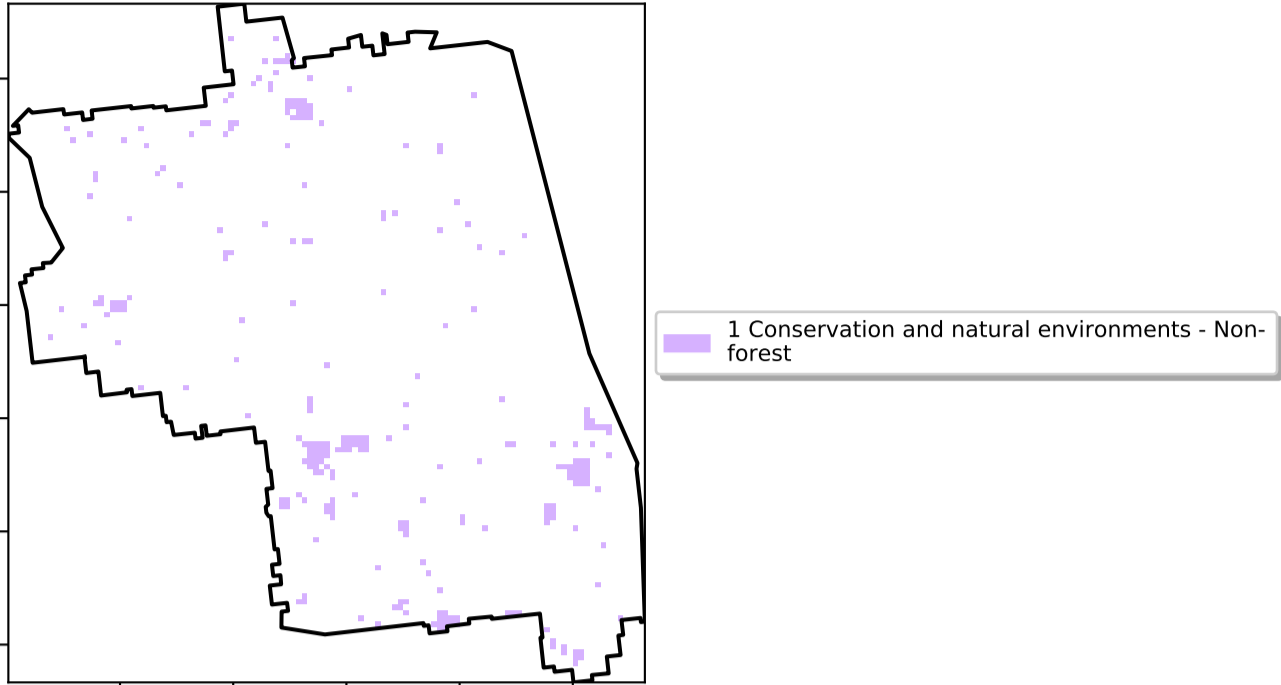 1 Conservation and natural environments - Non-
forest